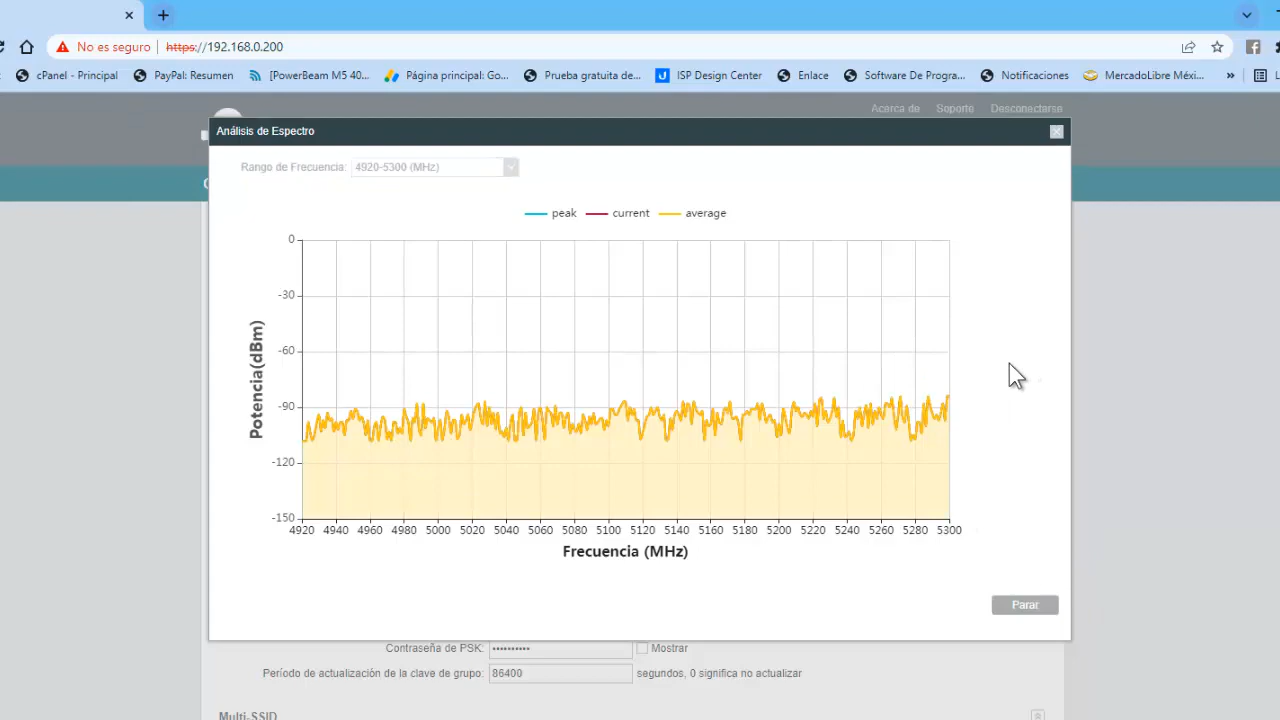 No es seguro https://192.168.0.200
cPanel - Principal PayPal: Resumen [PowerBeam M5 40... Página principal: Go... Prueba gratuita de... ISP Design Center Enlace Software De Progra... Notificaciones MercadoLibre Méxi... »
Acerca de Soporte Desconectarse
Análisis de Espectro
Rango de Frecuencia: 4920-5300 (MHz)
peak current average
0
-30
-60
-90
-120
-150
Potencia(dBm)
4920 4940 4960 4980 5000 5020 5040 5060 5080 5100 5120 5140 5160 5180 5200 5220 5240 5260 5280 5300
Frecuencia (MHz)
Parar
Contraseña de PSK: •••••••••• Mostrar
Período de actualización de la clave de grupo: 86400 segundos, 0 significa no actualizar
Multi-SSID